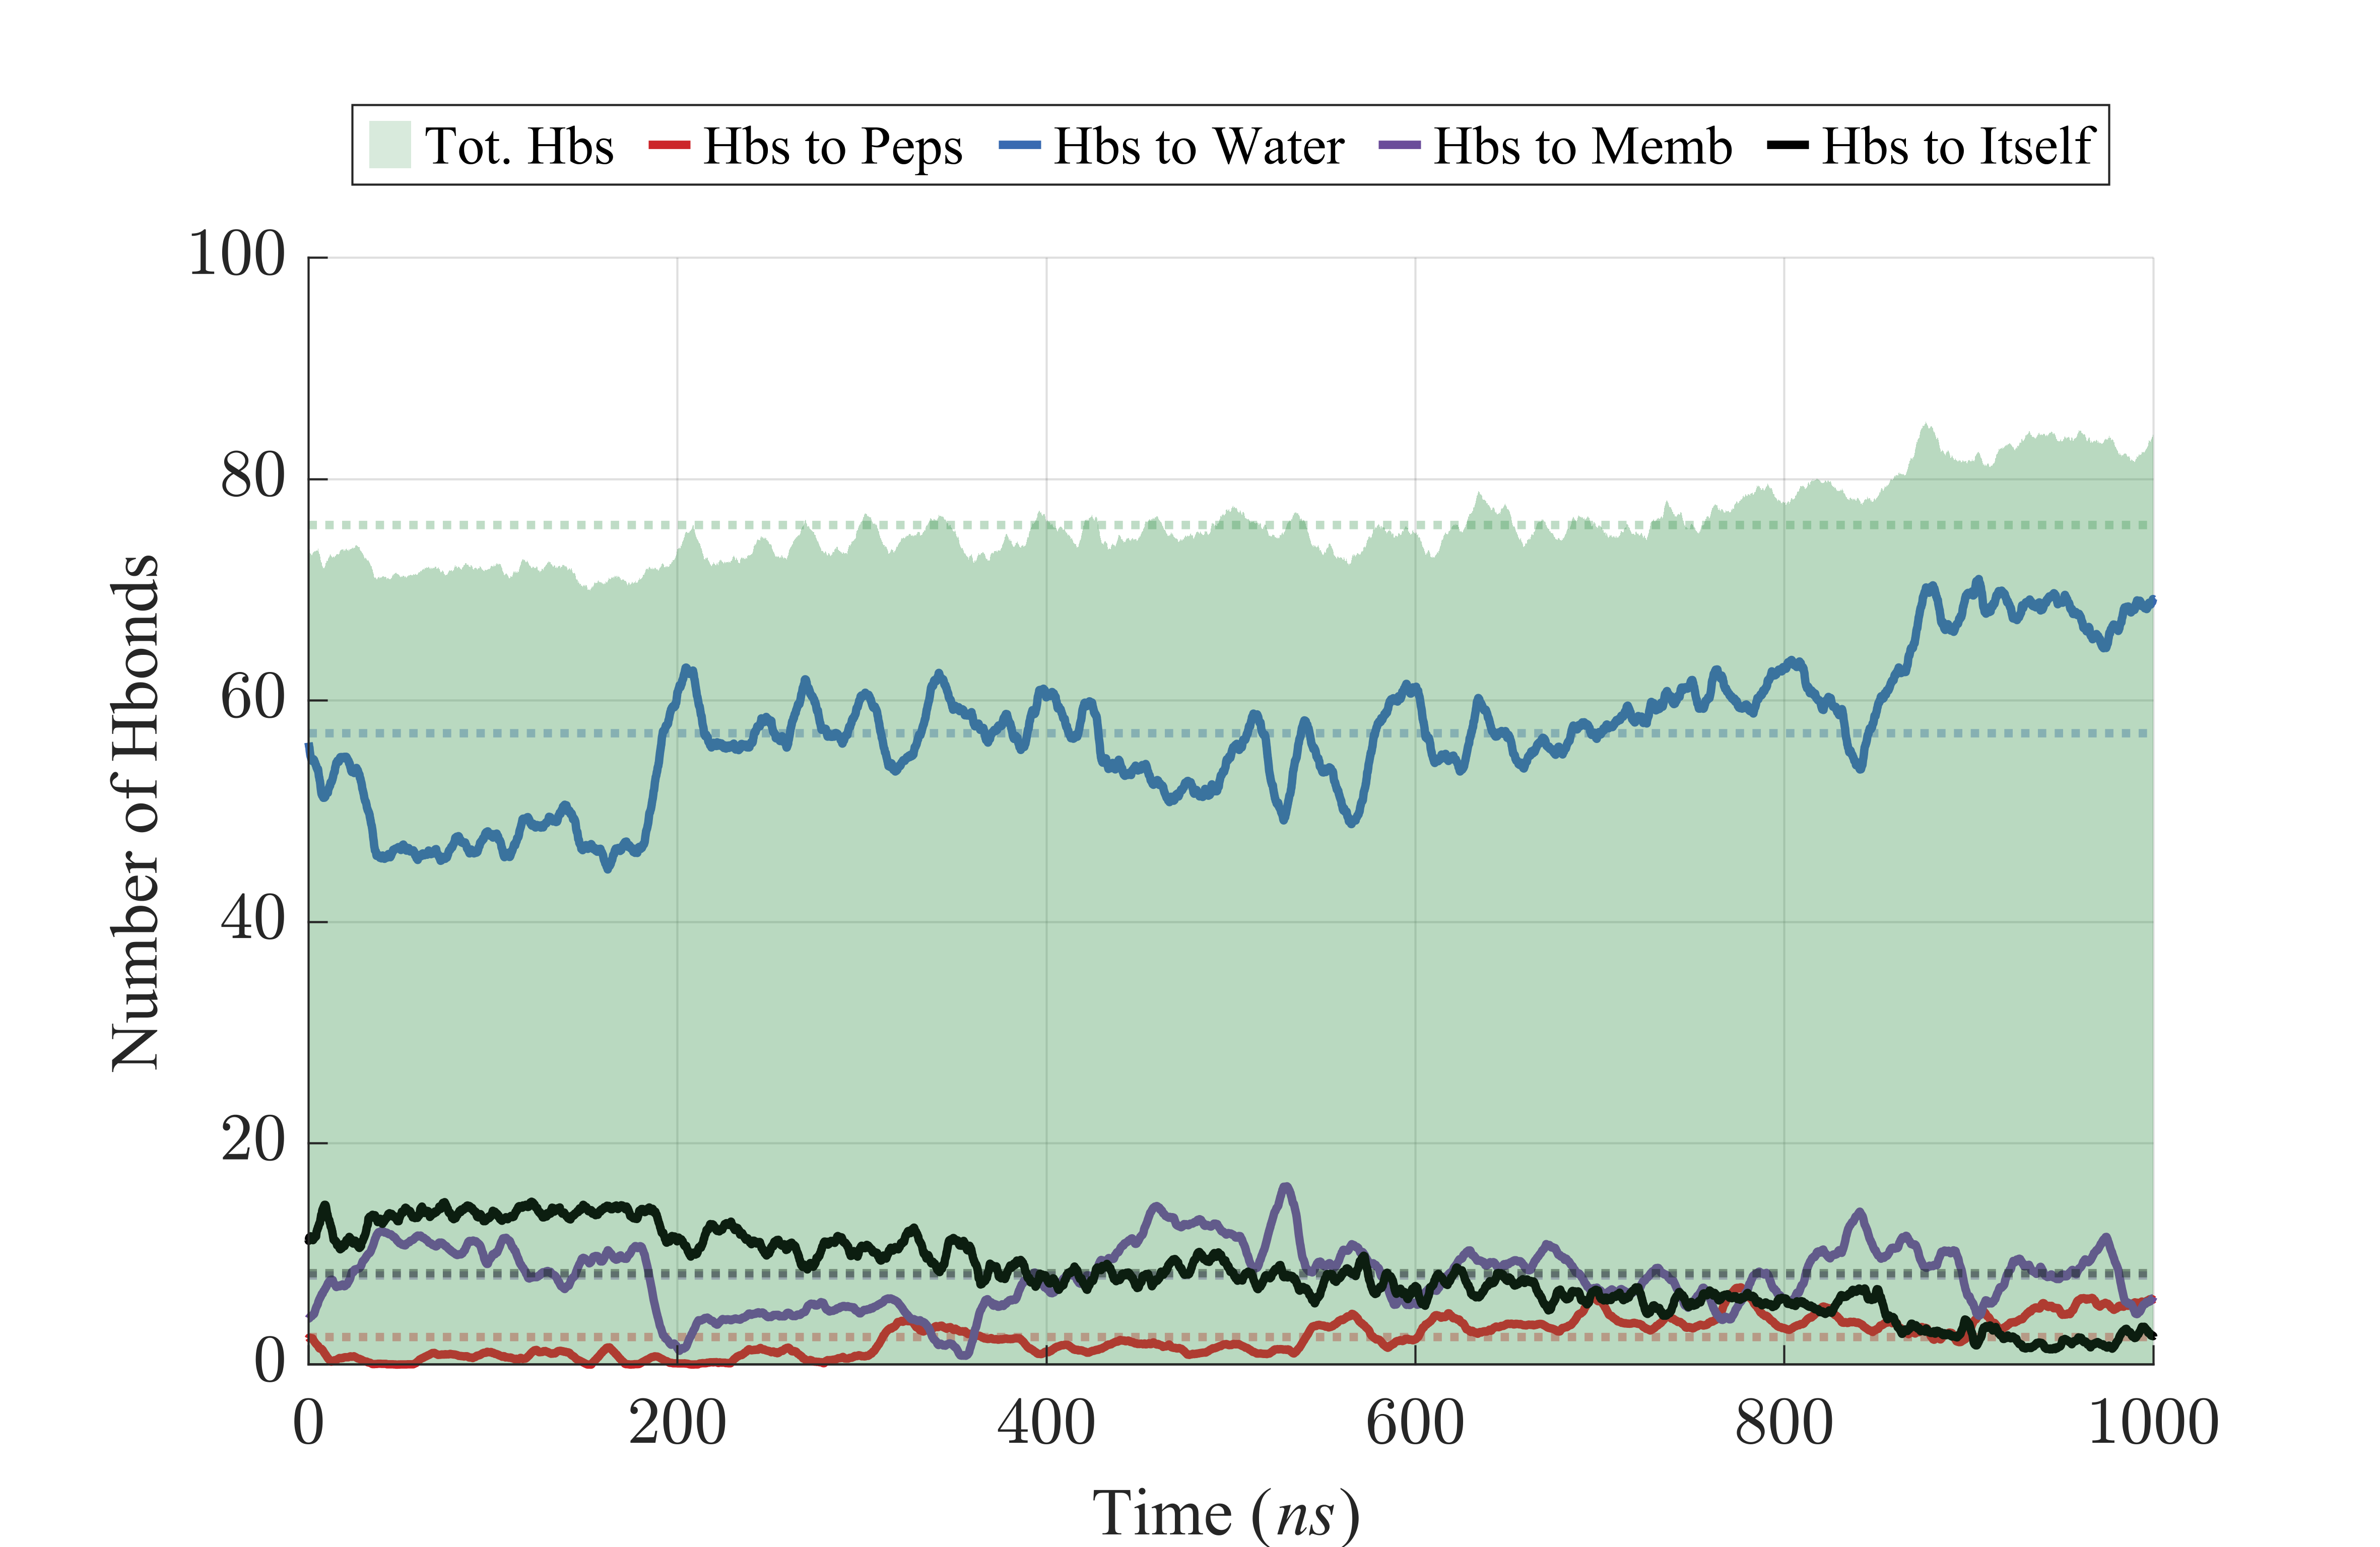 Tot. Hbs Hbs to Peps Hbs to Water Hbs to Memb Hbs to Itself
100
80
60
40
20
0
Number of Hbonds
0 200 400 600 800 1000
Time (ns)